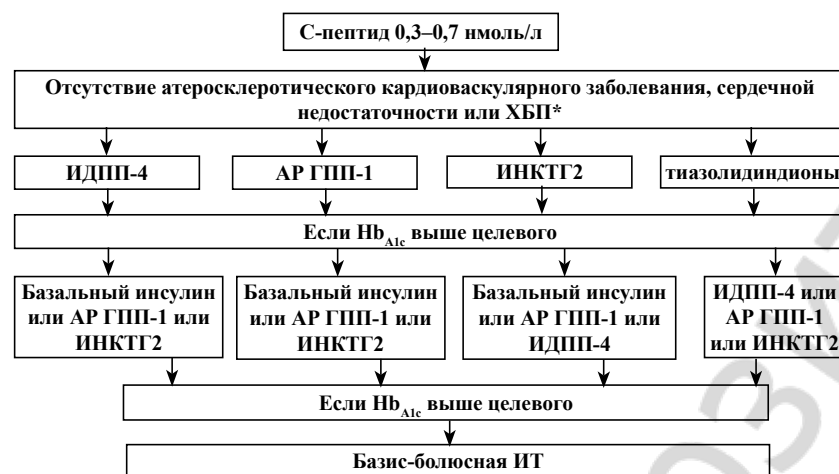 С-пептид 0,3–0,7 нмоль/л
Отсутствие атеросклеротического кардиоваскулярного заболевания, сердечной
недостаточности или ХБП*
ИДПП-4
АР ГПП-1
ИНКТГ2
тиазолидиндионы
Если HbA1c выше целевого
Базальный инсулин
или АР ГПП-1 или
ИНКТГ2
Базальный инсулин
или АР ГПП-1 или
ИНКТГ2
Базальный инсулин
или АР ГПП-1 или
ИДПП-4
ИДПП-4 или
АР ГПП-1
или ИНКТГ2
Если HbA1c выше целевого
Базис-болюсная ИТ